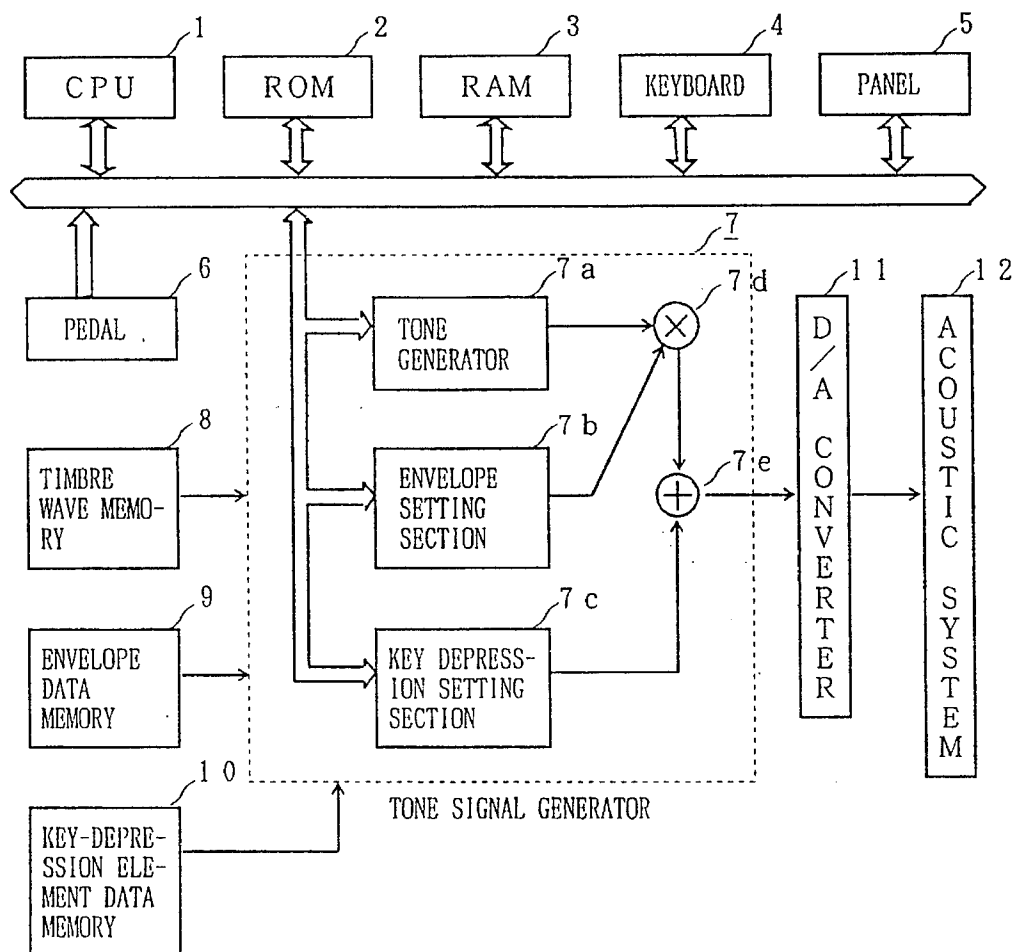 1
2
3
4
5
CPU
ROM
RAM
KEYBOARD
PANEL
7
6
7a
7d
11
12
PEDAL
TONE
GENERATOR
D/A CONVERTER
ACOUSTIC SYSTEM
8
7b
7e
TIMBRE
WAVE MEMO-
RY
ENVELOPE
SETTING
SECTION
9
7c
ENVELOPE
DATA
MEMORY
KEY DEPRESS-
ION SETTING
SECTION
10
TONE SIGNAL GENERATOR
KEY-DEPRE-
SSION ELE-
MENT DATA
MEMORY